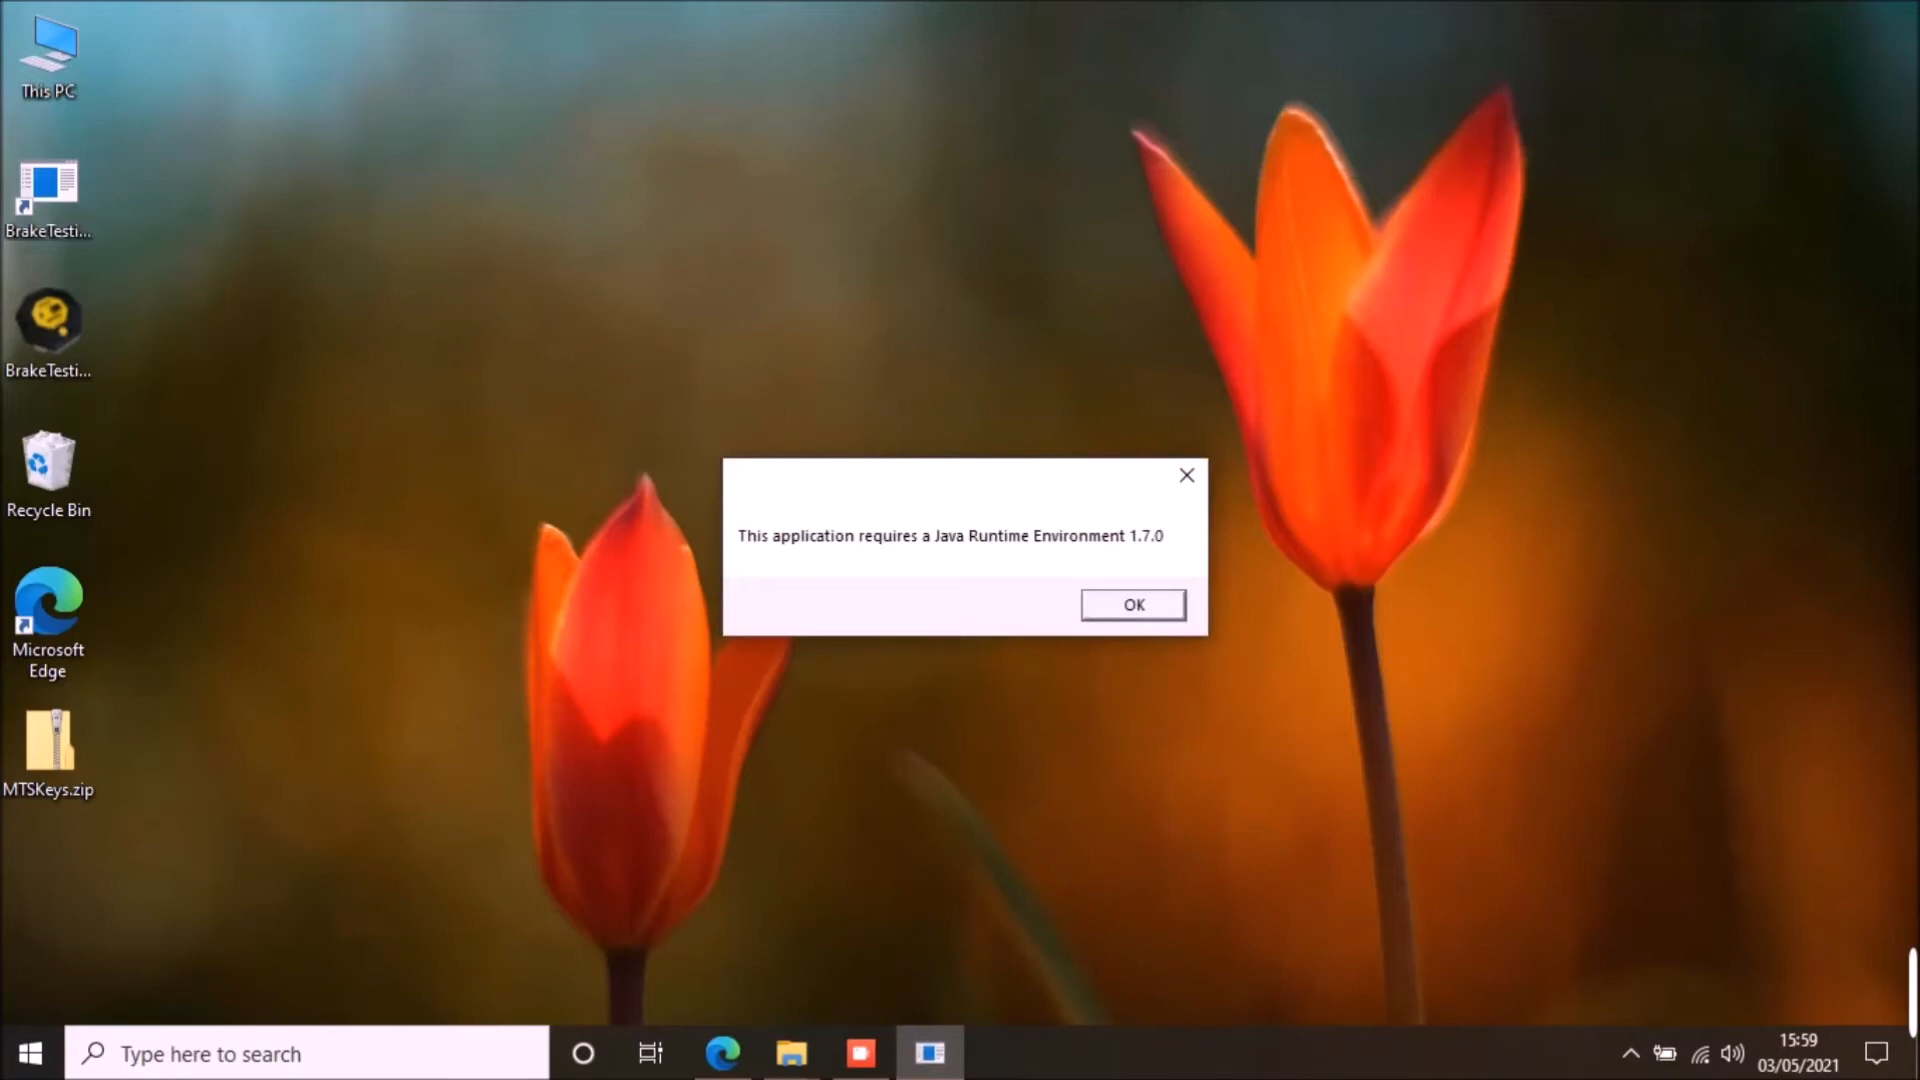 This PC
BrakeTesti...
BrakeTesti...
Recycle Bin
Microsoft
Edge
MTSKeys.zip
This application requires a Java Runtime Environment 1.7.0
OK
Type here to search
15:59
03/05/2021